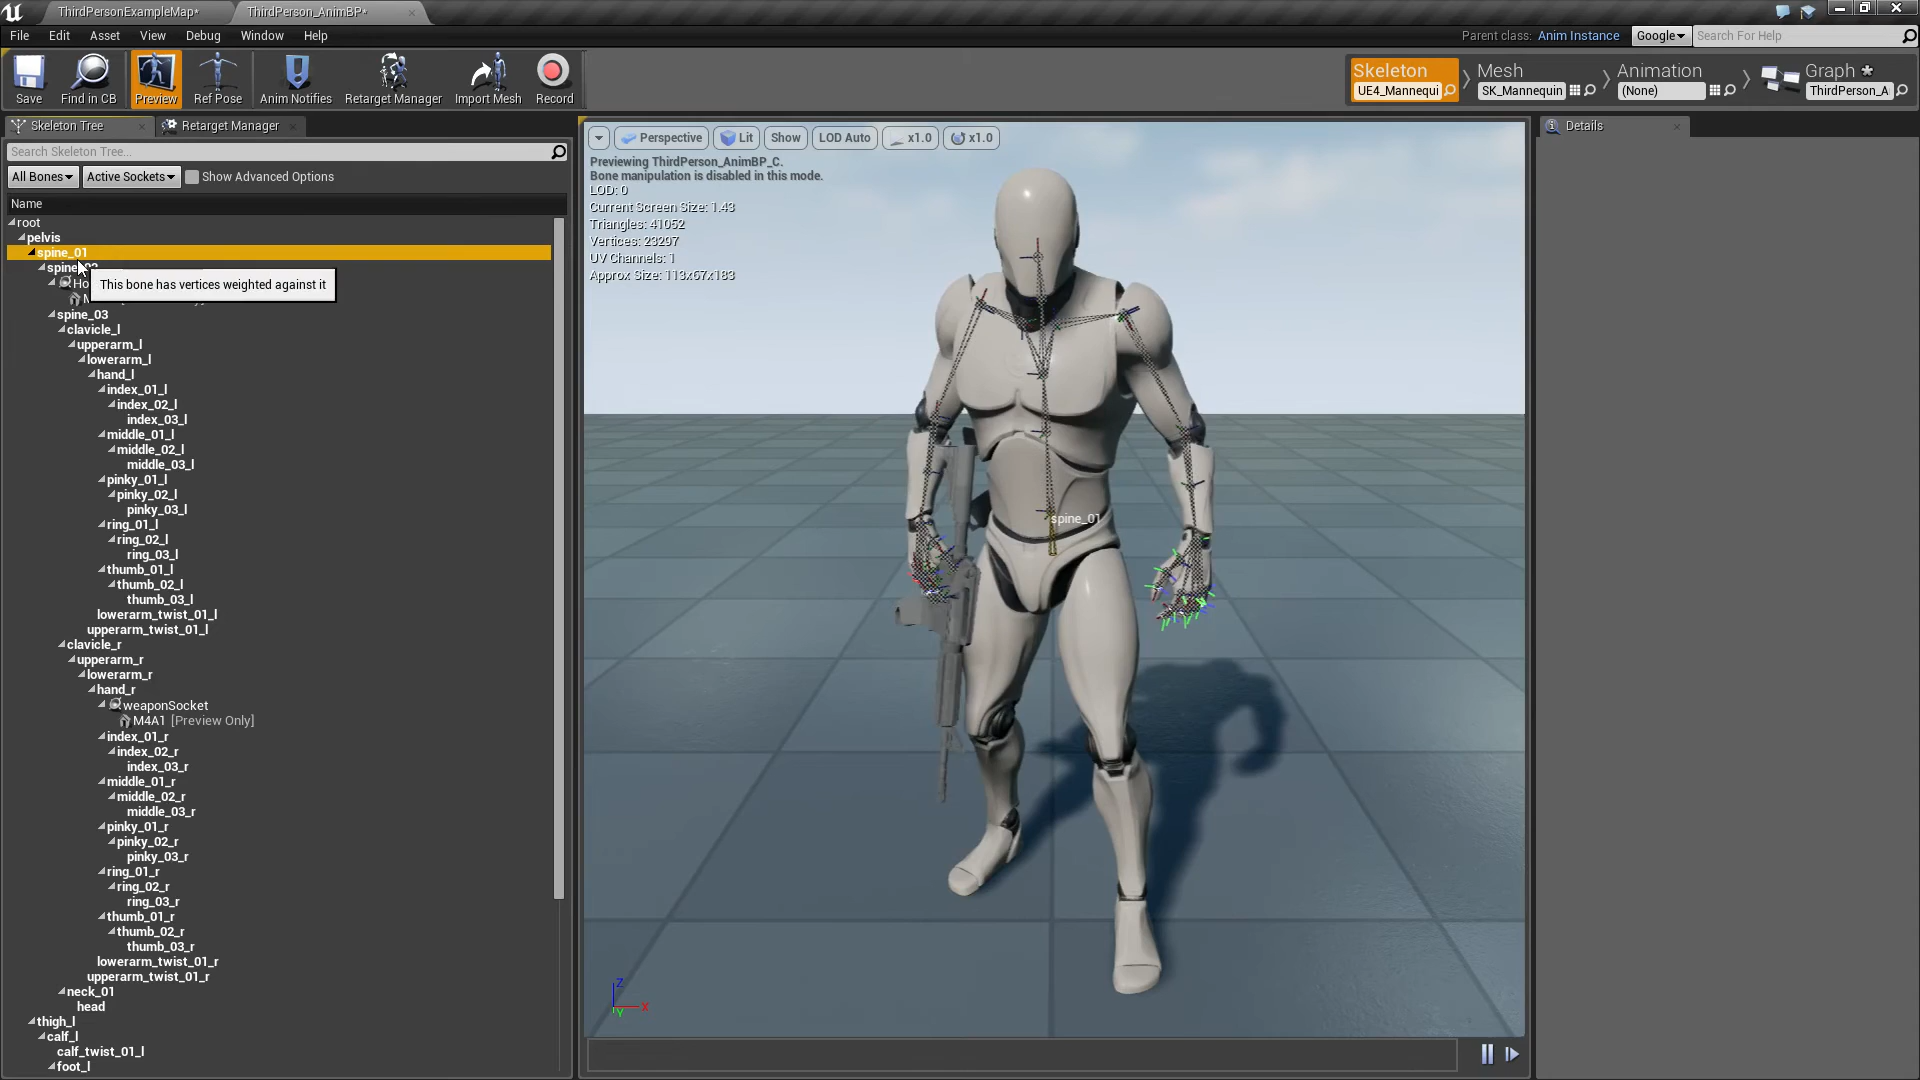 ThirdPersonExampleMap*
ThirdPerson_AnimBP*
File Edit Asset View Debug Window Help
Parent class: Anim Instance Google Search For Help
Save
Find in CB
Preview
Ref Pose
Anim Notifies
Retarget Manager
Import Mesh
Record
Skeleton
UE4_Mannequi
Mesh
SK_Mannequin
Animation
(None)
Graph *
ThirdPerson_A
Skeleton Tree
Retarget Manager
Search Skeleton Tree...
All Bones Active Sockets Show Advanced Options
Name
root
pelvis
spine_01
This bone has vertices weighted against it
spine_03
clavicle_l
upperarm_l
lowerarm_l
hand_l
index_01_l
index_02_l
index_03_l
middle_01_l
middle_02_l
middle_03_l
pinky_01_l
pinky_02_l
pinky_03_l
ring_01_l
ring_02_l
ring_03_l
thumb_01_l
thumb_02_l
thumb_03_l
lowerarm_twist_01_l
upperarm_twist_01_l
clavicle_r
upperarm_r
lowerarm_r
hand_r
weaponSocket
M4A1 [Preview Only]
index_01_r
index_02_r
index_03_r
middle_01_r
middle_02_r
middle_03_r
pinky_01_r
pinky_02_r
pinky_03_r
ring_01_r
ring_02_r
ring_03_r
thumb_01_r
thumb_02_r
thumb_03_r
lowerarm_twist_01_r
upperarm_twist_01_r
neck_01
head
thigh_l
calf_l
calf_twist_01_l
foot_l
Perspective Lit Show LOD Auto x1.0 x1.0
Previewing ThirdPerson_AnimBP_C.
Bone manipulation is disabled in this mode.
LOD: 0
Current Screen Size: 1.43
Triangles: 41052
Vertices: 23297
UV Channels: 1
Approx Size: 113x67x183
spine_01
Z
X
Y
Details